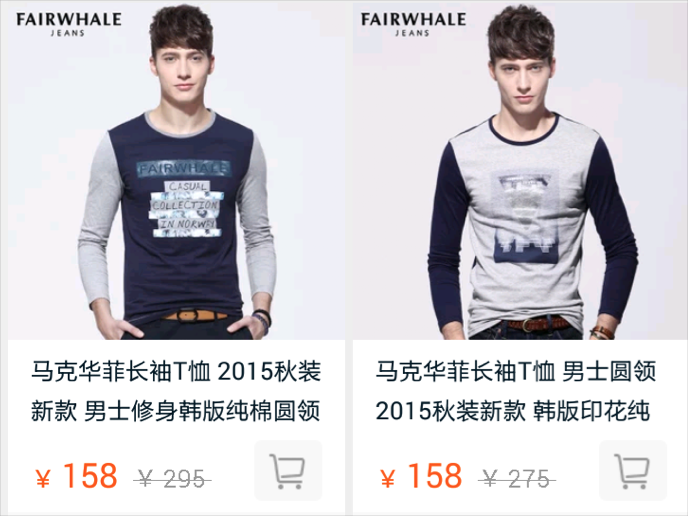 FAIRWHALE
JEANS
FAIRWHALE
CASUAL
COLLECTION
IN NORWAY
马克华菲长袖T恤 2015秋装
新款 男士修身韩版纯棉圆领
¥ 158 ¥ 295
FAIRWHALE
JEANS
马克华菲长袖T恤 男士圆领
2015秋装新款 韩版印花纯
¥ 158 ¥ 275